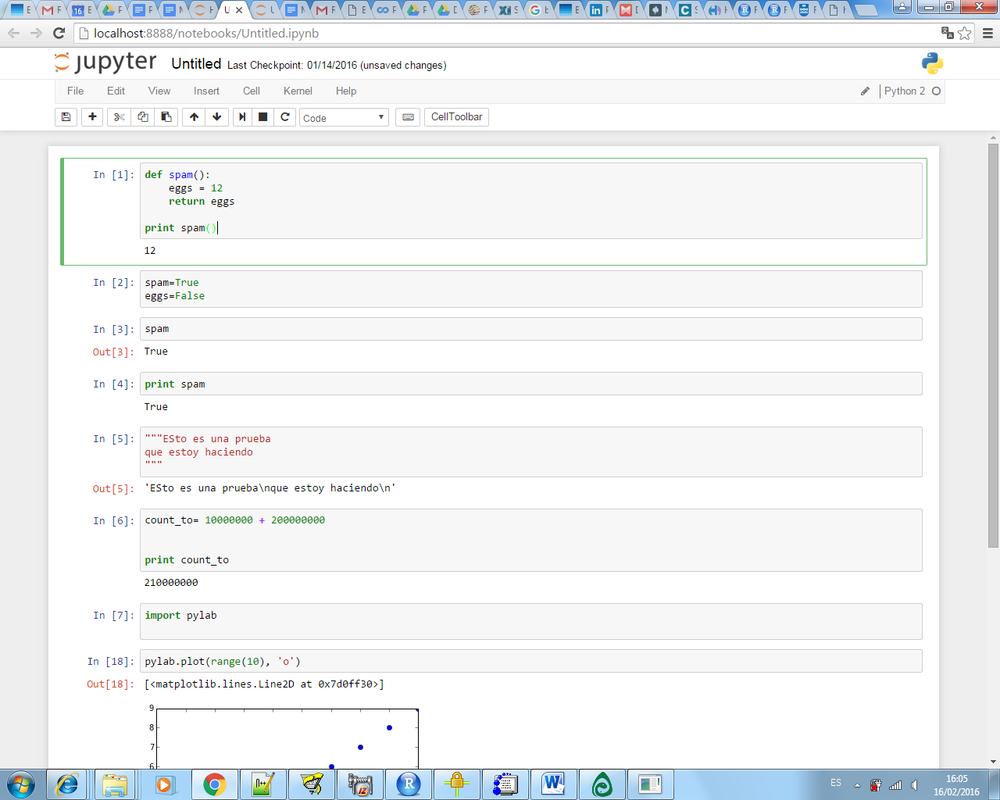 localhost:8888/notebooks/Untitled.ipynb
jupyter Untitled Last Checkpoint: 01/14/2016 (unsaved changes)
File Edit View Insert Cell Kernel Help Python 2
Code CellToolbar
In [1]: def spam():
eggs = 12
return eggs
print spam()
12
In [2]: spam=True
eggs=False
In [3]: spam
Out[3]: True
In [4]: print spam
True
In [5]: """ESto es una prueba
que estoy haciendo
"""
Out[5]: 'ESto es una prueba\nque estoy haciendo\n'
In [6]: count_to= 10000000 + 200000000
print count_to
210000000
In [7]: import pylab
In [18]: pylab.plot(range(10), 'o')
Out[18]: [<matplotlib.lines.Line2D at 0x7d0ff30>]
9
8
7
6
ES 16:05
16/02/2016